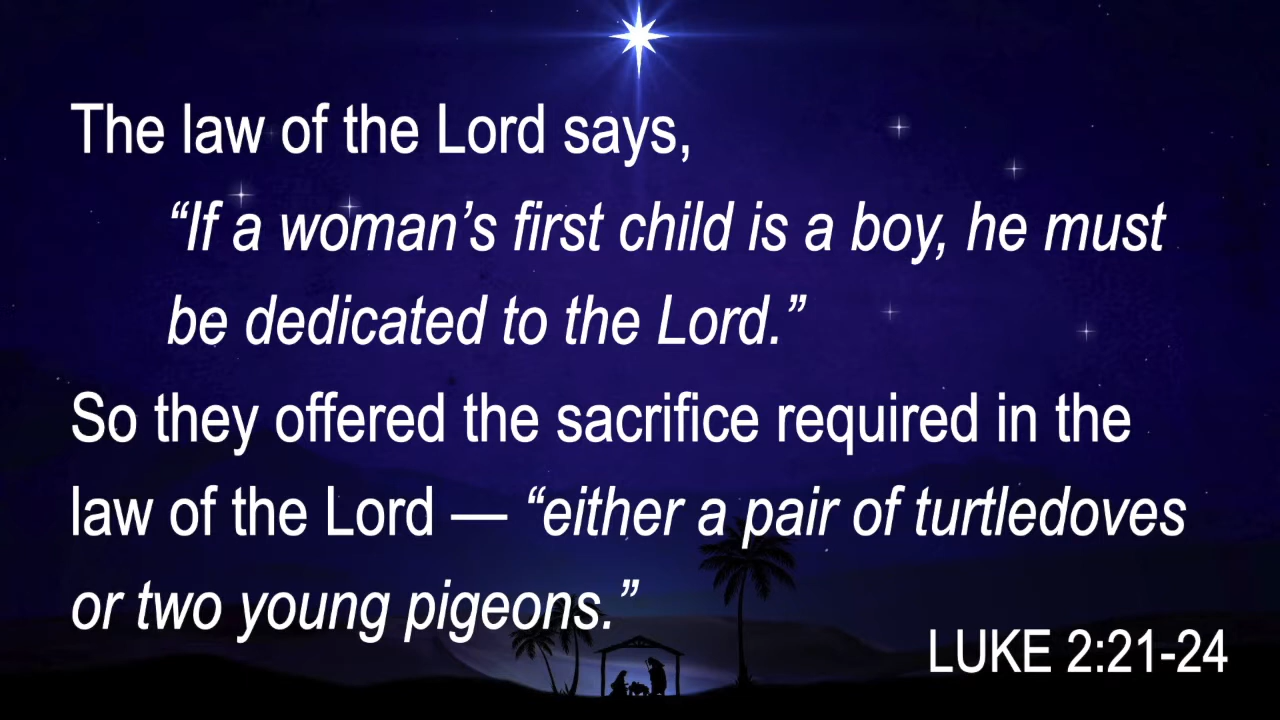 The law of the Lord says,
“If a woman’s first child is a boy, he must
be dedicated to the Lord.”
So they offered the sacrifice required in the
law of the Lord — “either a pair of turtledoves
or two young pigeons.”
LUKE 2:21-24